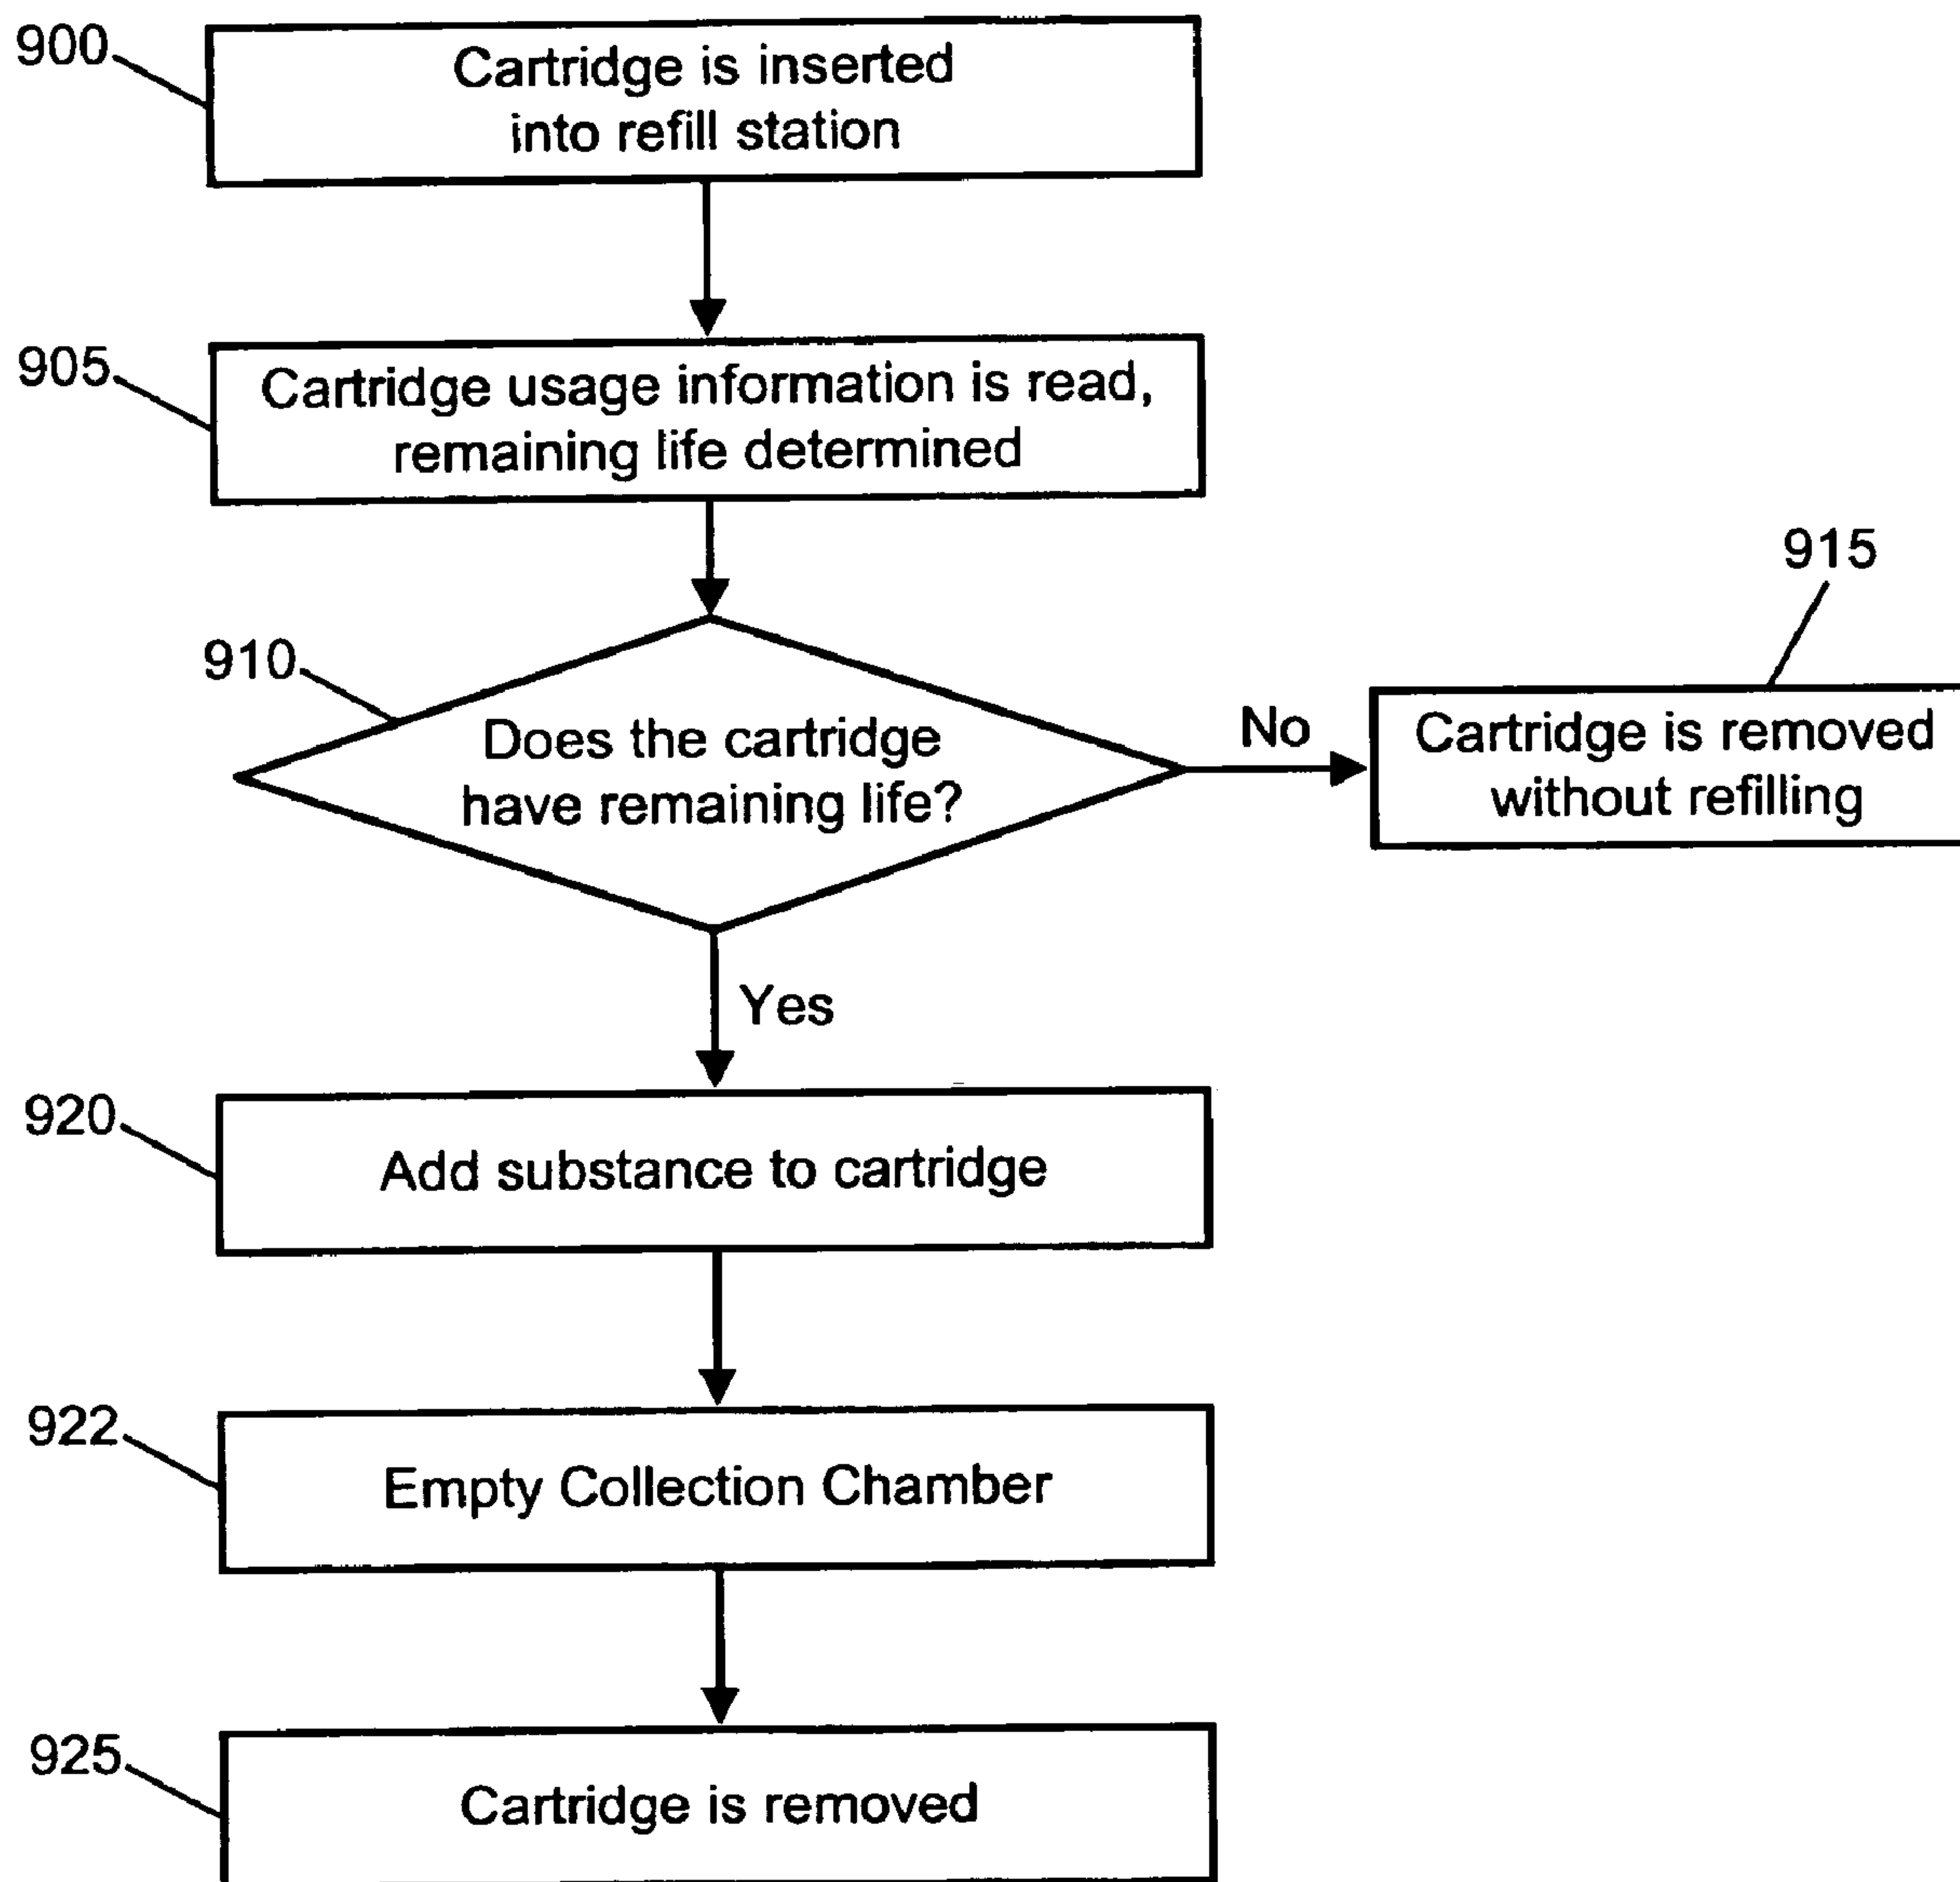 900
Cartridge is inserted
into refill station
905
Cartridge usage information is read,
remaining life determined
915
910
Does the cartridge
have remaining life?
No
Cartridge is removed
without refilling
Yes
920
Add substance to cartridge
922
Empty Collection Chamber
925
Cartridge is removed